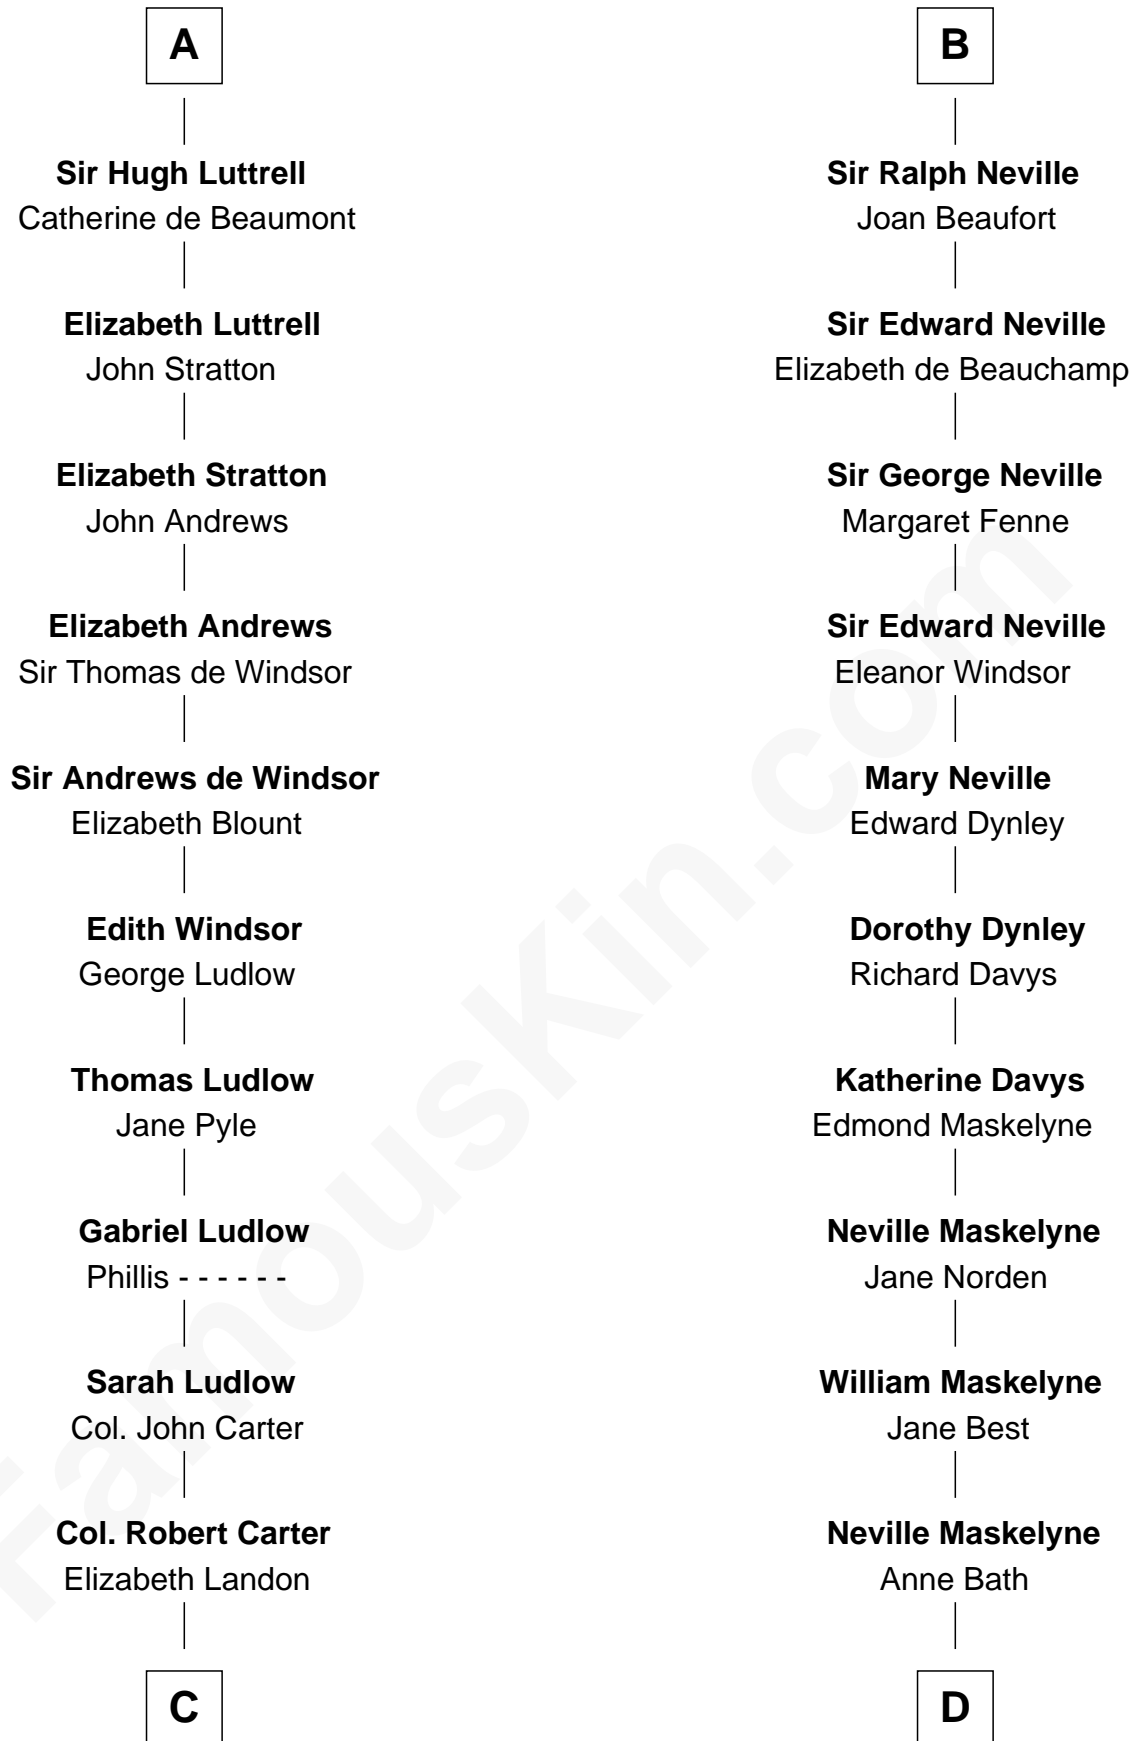 A
Sir Hugh Luttrell
Catherine de Beaumont
Elizabeth Luttrell
John Stratton
Elizabeth Stratton
John Andrews
Elizabeth Andrews
Sir Thomas de Windsor
Sir Andrews de Windsor
Elizabeth Blount
Edith Windsor
George Ludlow
Thomas Ludlow
Jane Pyle
Gabriel Ludlow
Phillis - - - - - -
Sarah Ludlow
Col. John Carter
Col. Robert Carter
Elizabeth Landon
C
B
Sir Ralph Neville
Joan Beaufort
Sir Edward Neville
Elizabeth de Beauchamp
Sir George Neville
Margaret Fenne
Sir Edward Neville
Eleanor Windsor
Mary Neville
Edward Dynley
Dorothy Dynley
Richard Davys
Katherine Davys
Edmond Maskelyne
Neville Maskelyne
Jane Norden
William Maskelyne
Jane Best
Neville Maskelyne
Anne Bath
D
FamousKin.com